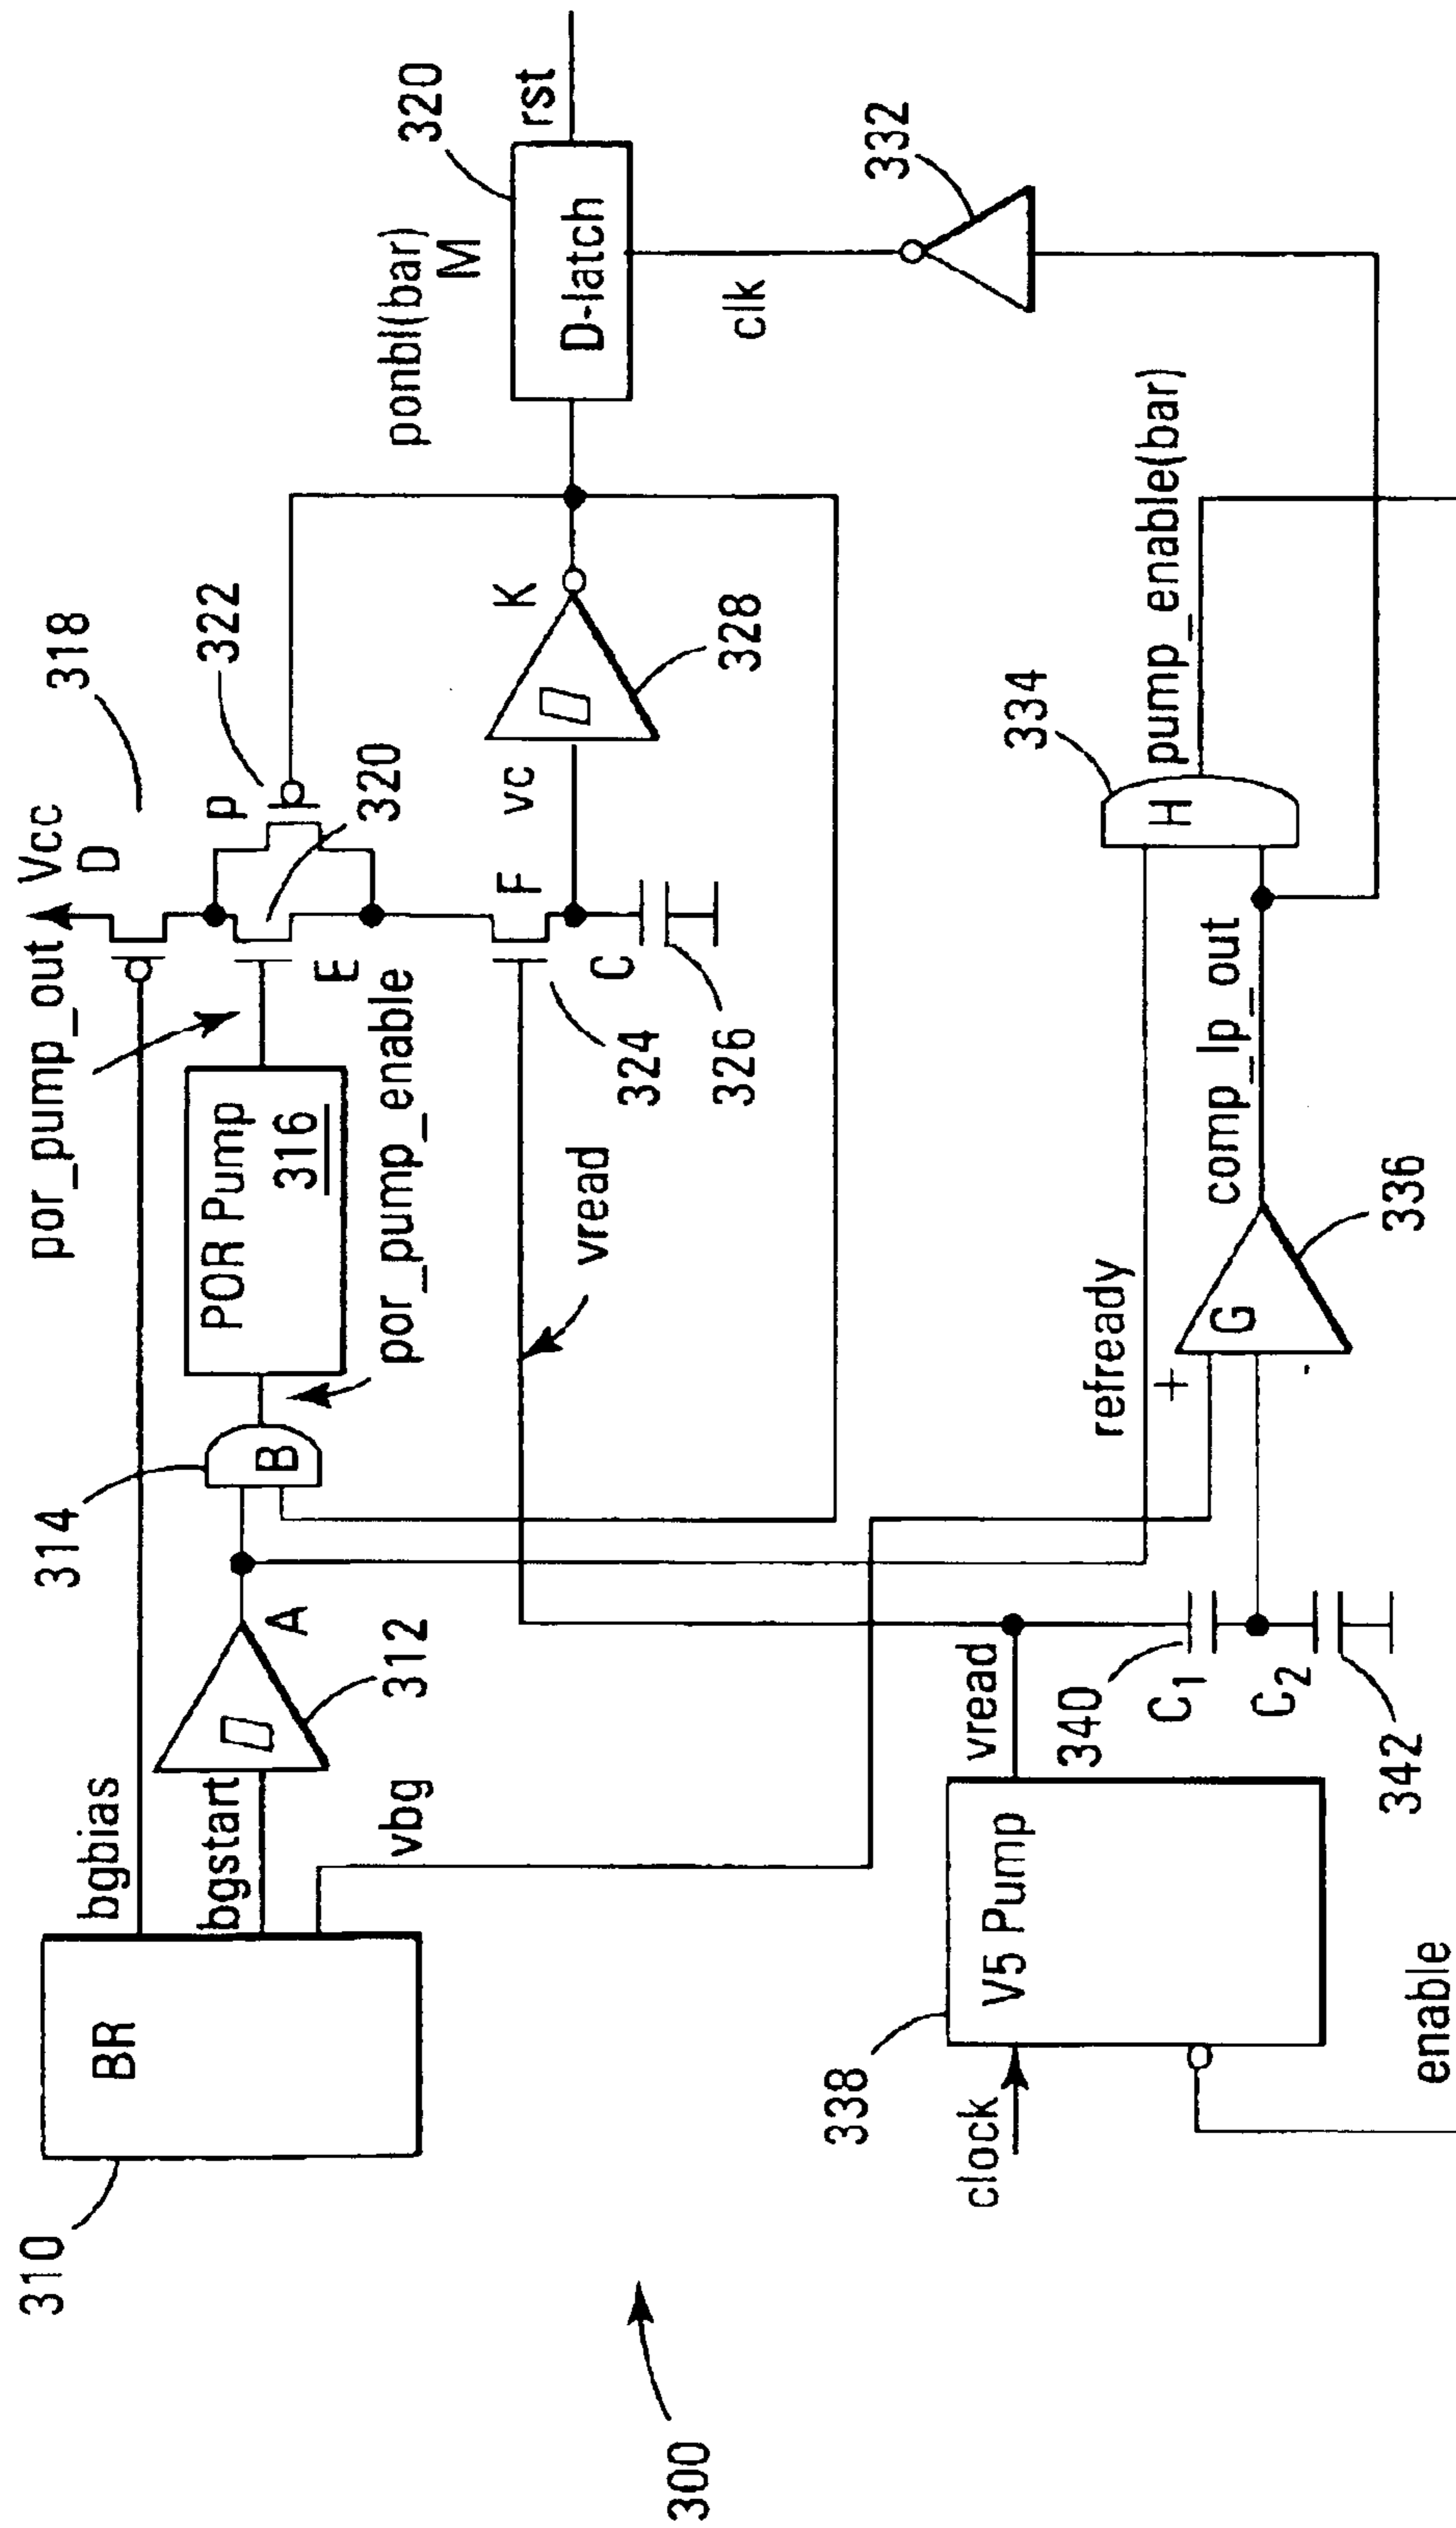 310
BR
bgbias
bgstart
vbg
312
A
314
B
POR Pump
316
por_pump_out
por_pump_enable
Vcc
D
318
P
322
320
E
F
324
C
326
vc
K
328
ponbl(bar)
M
320
D-latch
rst
clk
332
vread
refready
+
-
G
336
comp_lp_out
334
H
pump_enable(bar)
338
V5 Pump
clock
vread
340
C1
C2
342
enable
300